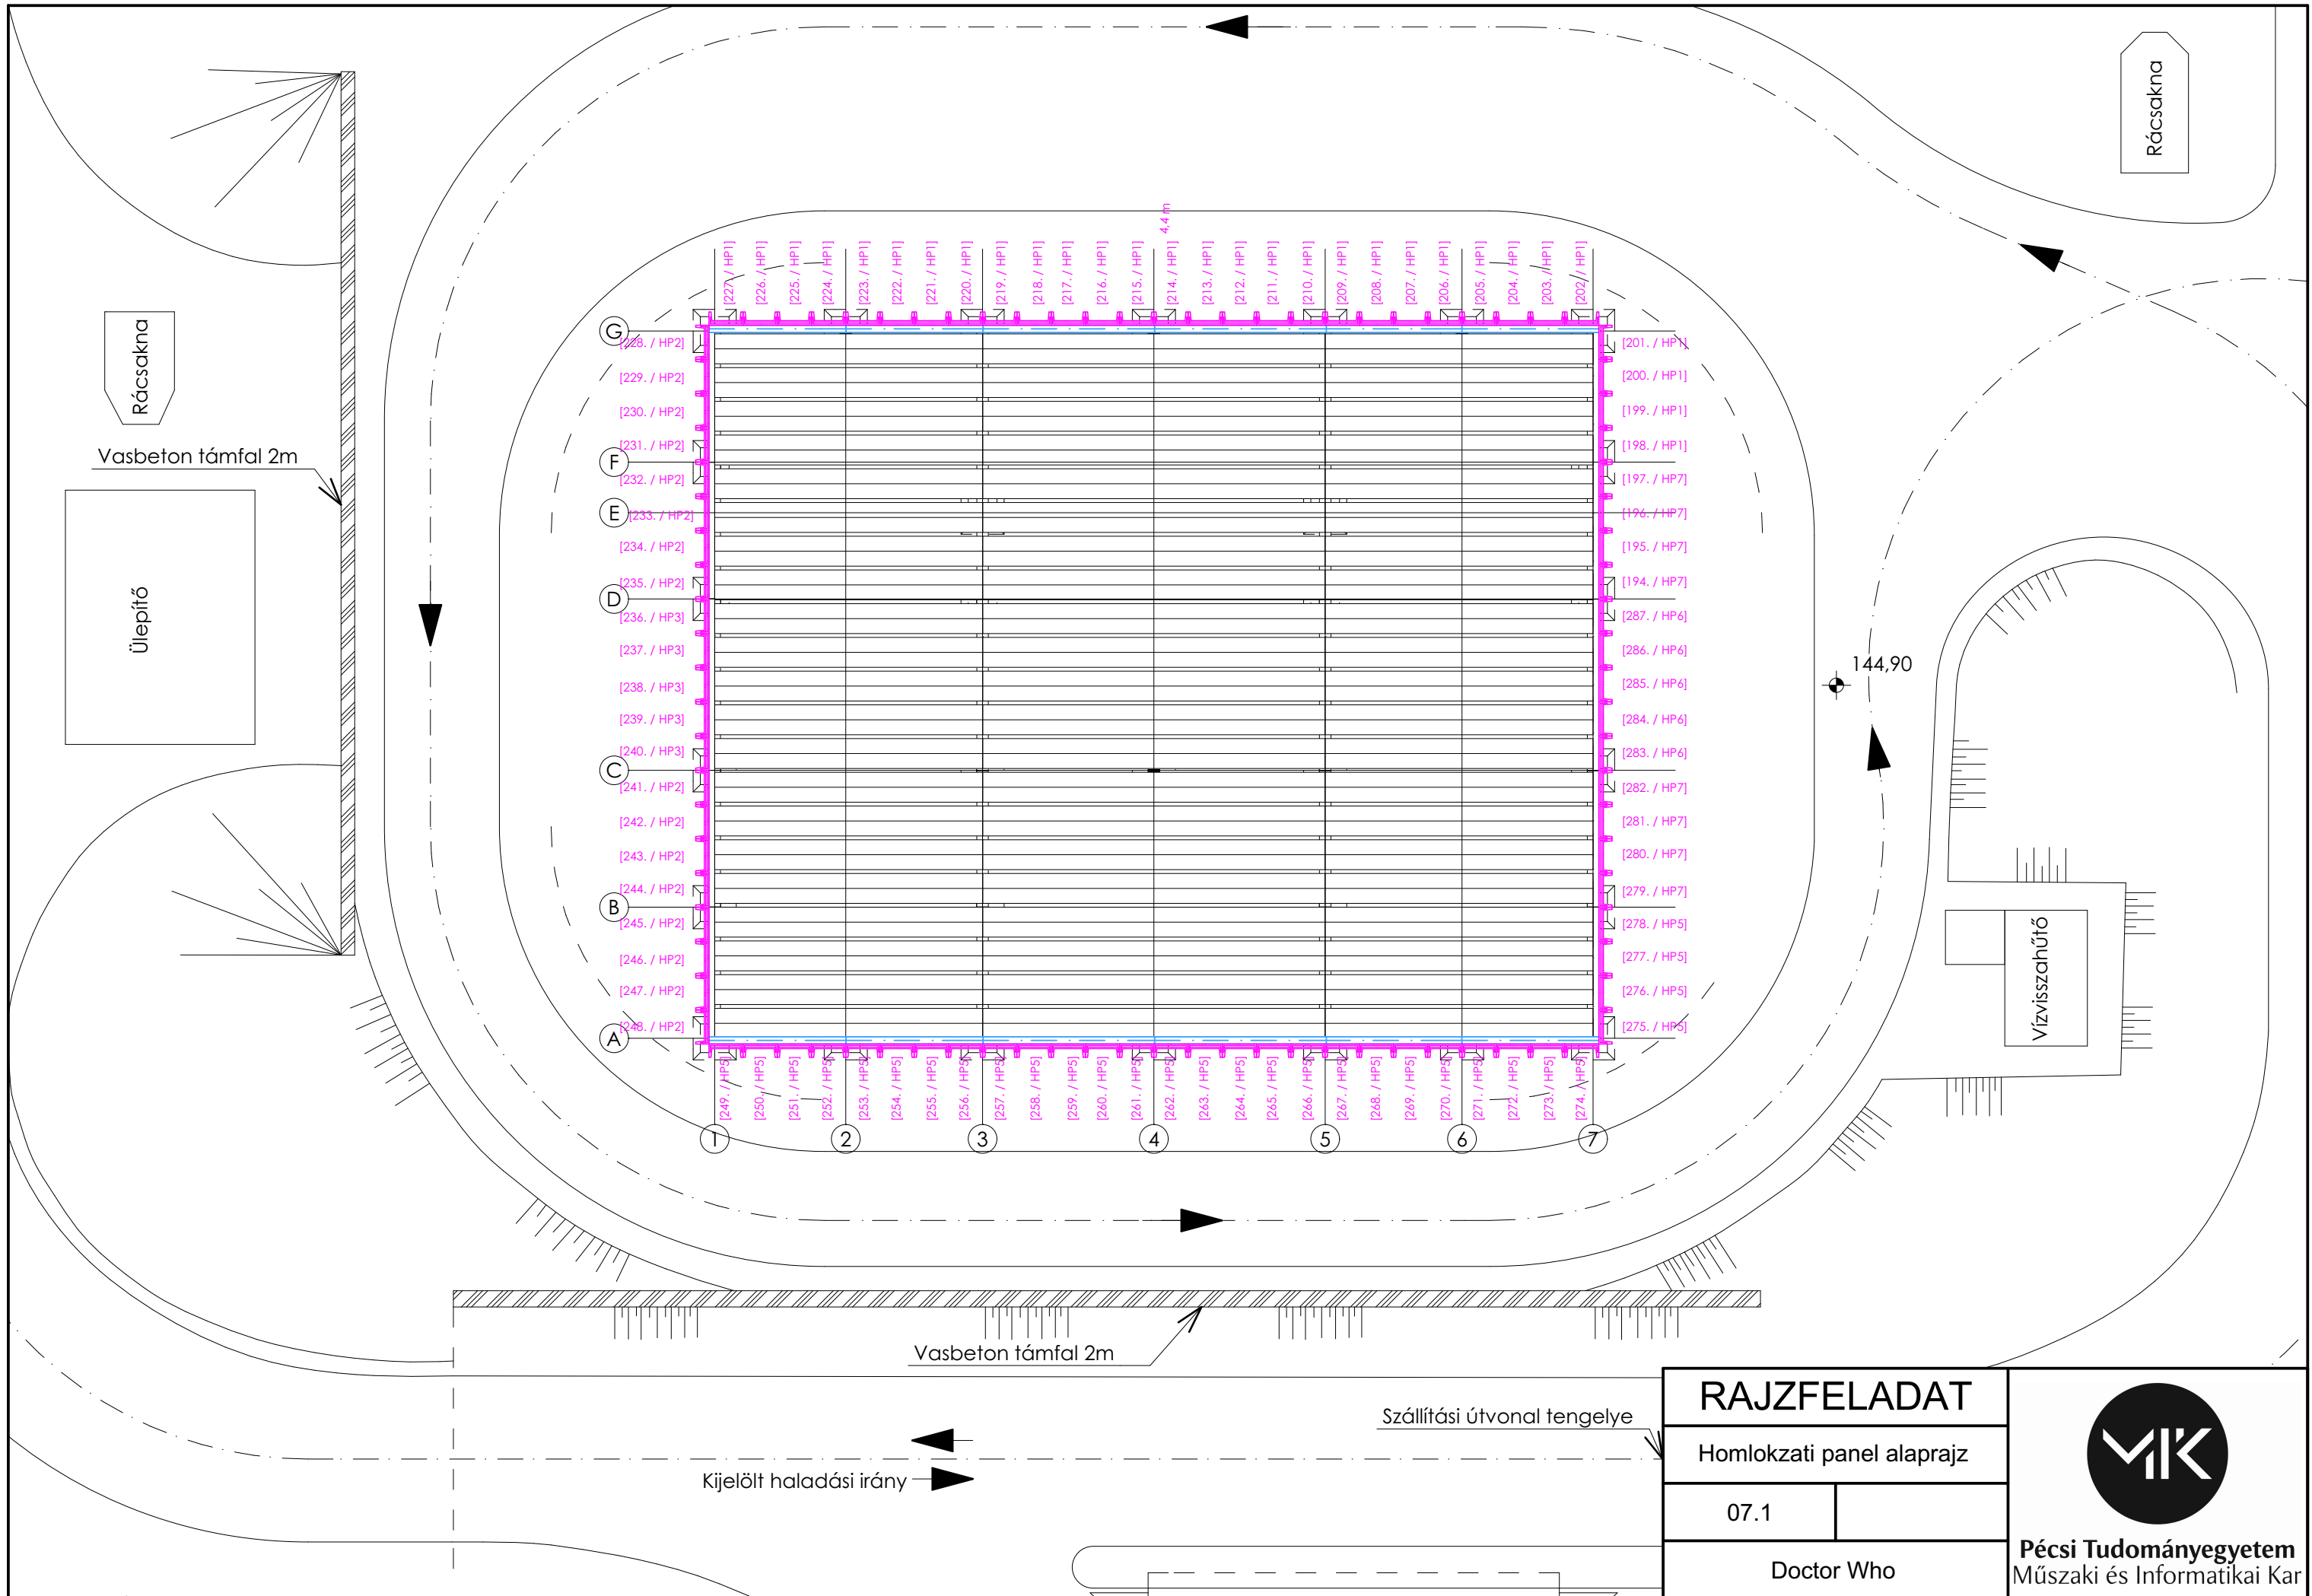 Rácsakna
4,4 m
[227. / HP1]
[226. / HP1]
[225. / HP1]
[224. / HP1]
[223. / HP1]
[222. / HP1]
[221. / HP1]
[220. / HP1]
[219. / HP1]
[218. / HP1]
[217. / HP1]
[216. / HP1]
[215. / HP1]
[214. / HP1]
[213. / HP1]
[212. / HP1]
[211. / HP1]
[210. / HP1]
[209. / HP1]
[208. / HP1]
[207. / HP1]
[206. / HP1]
[205. / HP1]
[204. / HP1]
[203. / HP1]
[202. / HP1]
Rácsakna
Vasbeton támfal 2m
Ülepítő
G
[228. / HP2]
[229. / HP2]
[230. / HP2]
[231. / HP2]
F
[232. / HP2]
E
[233. / HP2]
[234. / HP2]
[235. / HP2]
D
[236. / HP3]
[237. / HP3]
[238. / HP3]
[239. / HP3]
[240. / HP3]
C
[241. / HP2]
[242. / HP2]
[243. / HP2]
[244. / HP2]
B
[245. / HP2]
[246. / HP2]
[247. / HP2]
[248. / HP2]
A
[201. / HP1]
[200. / HP1]
[199. / HP1]
[198. / HP1]
[197. / HP7]
[196. / HP7]
[195. / HP7]
[194. / HP7]
[287. / HP6]
[286. / HP6]
[285. / HP6]
[284. / HP6]
[283. / HP6]
[282. / HP7]
[281. / HP7]
[280. / HP7]
[279. / HP7]
[278. / HP5]
[277. / HP5]
[276. / HP5]
[275. / HP5]
144,90
Vízvisszahűtő
[249. / HP5]
[250. / HP5]
[251. / HP5]
[252. / HP5]
[253. / HP5]
[254. / HP5]
[255. / HP5]
[256. / HP5]
[257. / HP5]
[258. / HP5]
[259. / HP5]
[260. / HP5]
[261. / HP5]
[262. / HP5]
[263. / HP5]
[264. / HP5]
[265. / HP5]
[266. / HP5]
[267. / HP5]
[268. / HP5]
[269. / HP5]
[270. / HP5]
[271. / HP5]
[272. / HP5]
[273. / HP5]
[274. / HP5]
1 2 3 4 5 6 7
Vasbeton támfal 2m
Szállítási útvonal tengelye
Kijelölt haladási irány
RAJZFELADAT
Homlokzati panel alaprajz
07.1
Doctor Who
MIK
Pécsi Tudományegyetem
Műszaki és Informatikai Kar